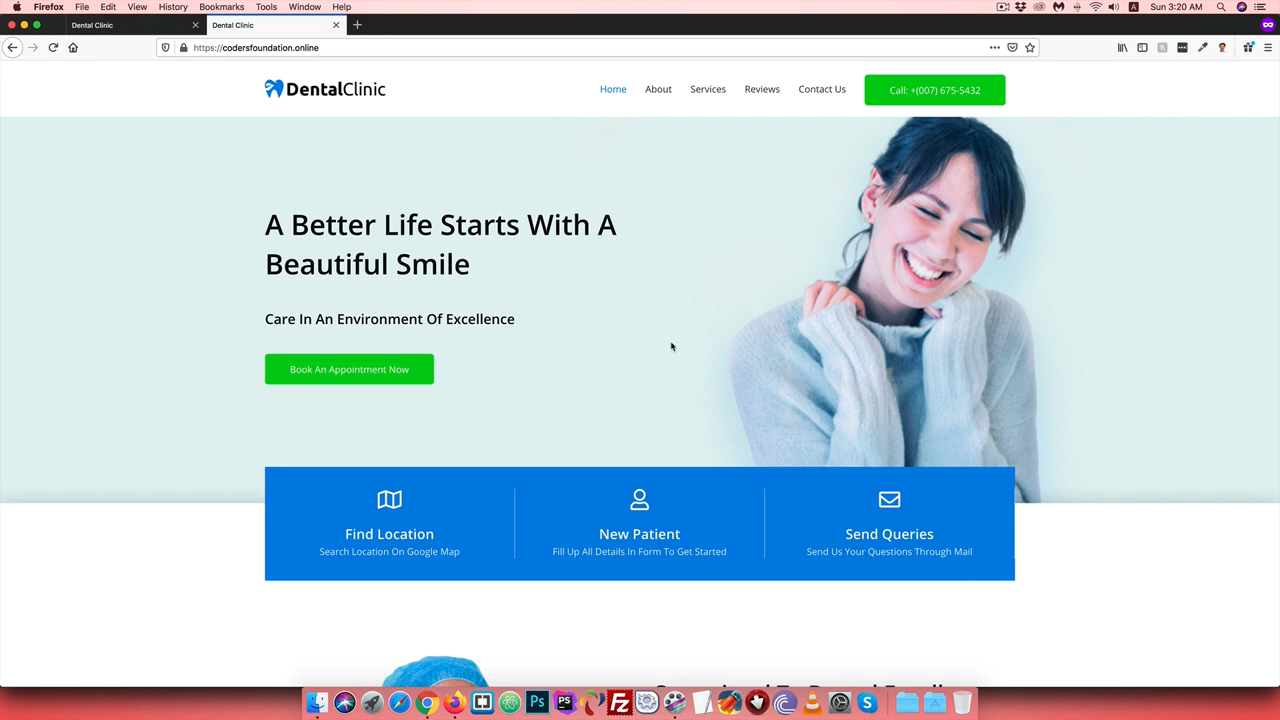 Firefox File Edit View History Bookmarks Tools Window Help
A Sun 3:20 AM
Dental Clinic
Dental Clinic
https://codersfoundation.online
DentalClinic
Home About Services Reviews Contact Us Call: +(007) 675-5432
A Better Life Starts With A
Beautiful Smile
Care In An Environment Of Excellence
Book An Appointment Now
Find Location
Search Location On Google Map
New Patient
Fill Up All Details In Form To Get Started
Send Queries
Send Us Your Questions Through Mail
Ps PS Fz